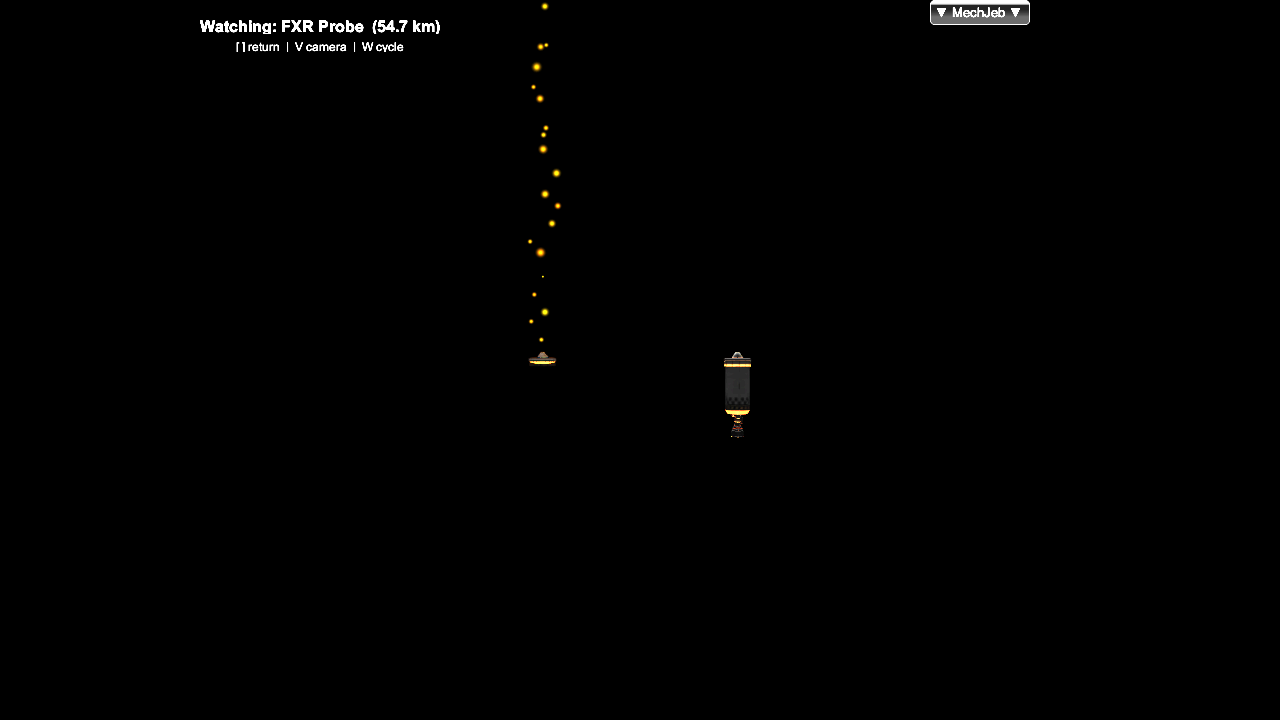 Watching: FXR Probe (54.7 km)
[ ] return | V camera | W cycle
▼ MechJeb ▼